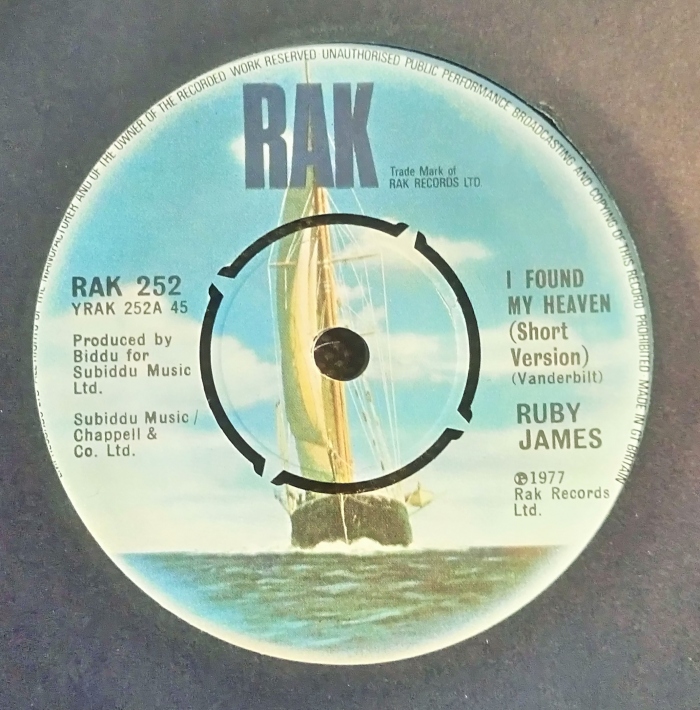 OF THE MANUFACTURER AND OF THE OWNER OF THE RECORDED WORK RESERVED UNAUTHORISED PUBLIC PERFORMANCE BROADCASTING AND COPYING OF THIS RECORD PROHIBITED MADE IN GT BRITAIN
RAK
Trade Mark of
RAK RECORDS LTD
RAK 252
YRAK 252A 45
Produced by
Biddu for
Subiddu Music
Ltd.
Subiddu Music /
Chappell &
Co. Ltd.
I FOUND
MY HEAVEN
(Short
Version)
(Vanderbilt)
RUBY
JAMES
℗1977
Rak Records
Ltd.